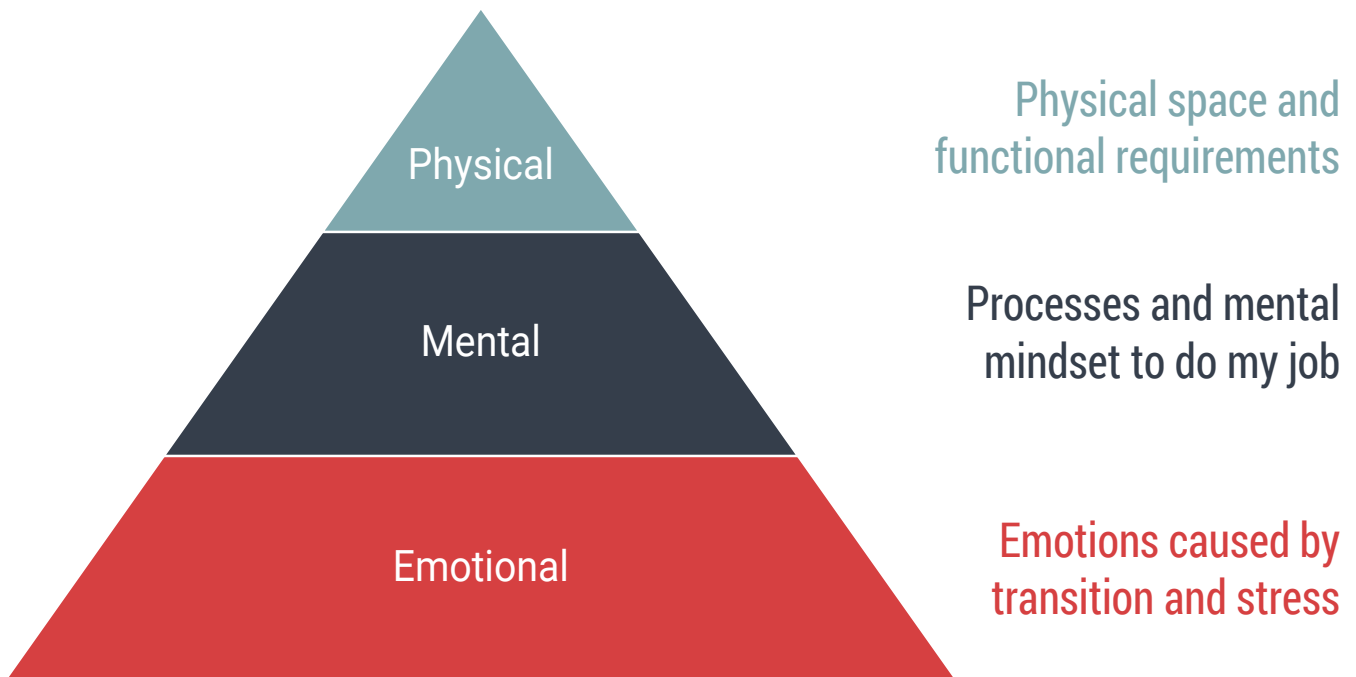 Physical
Physical space and
functional requirements
Mental
Processes and mental
mindset to do my job
Emotional
Emotions caused by
transition and stress